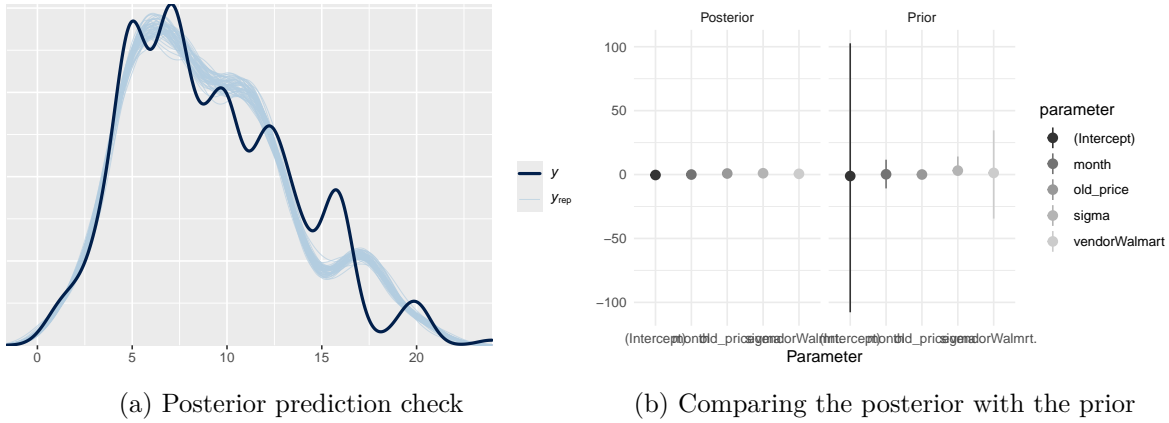 0
5
10
15
20
y
yrep
(a) Posterior prediction check
Posterior
Prior
100
50
0
−50
−100
Parameter
parameter
(Intercept)
month
old_price
sigma
vendorWalmart
(b) Comparing the posterior with the prior